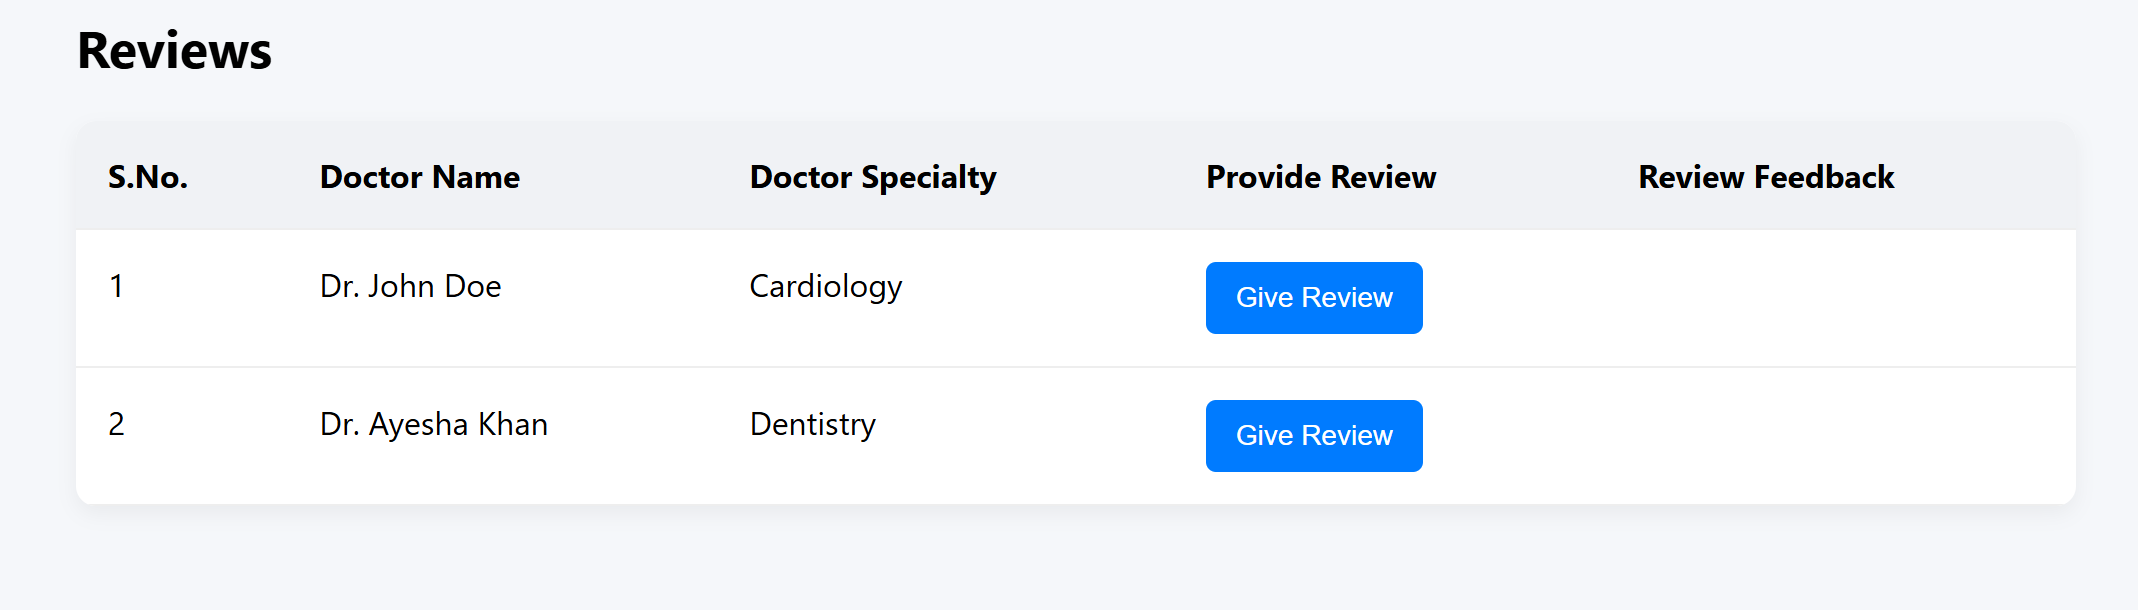 Reviews
S.No. Doctor Name Doctor Specialty Provide Review Review Feedback
1 Dr. John Doe Cardiology Give Review
2 Dr. Ayesha Khan Dentistry Give Review